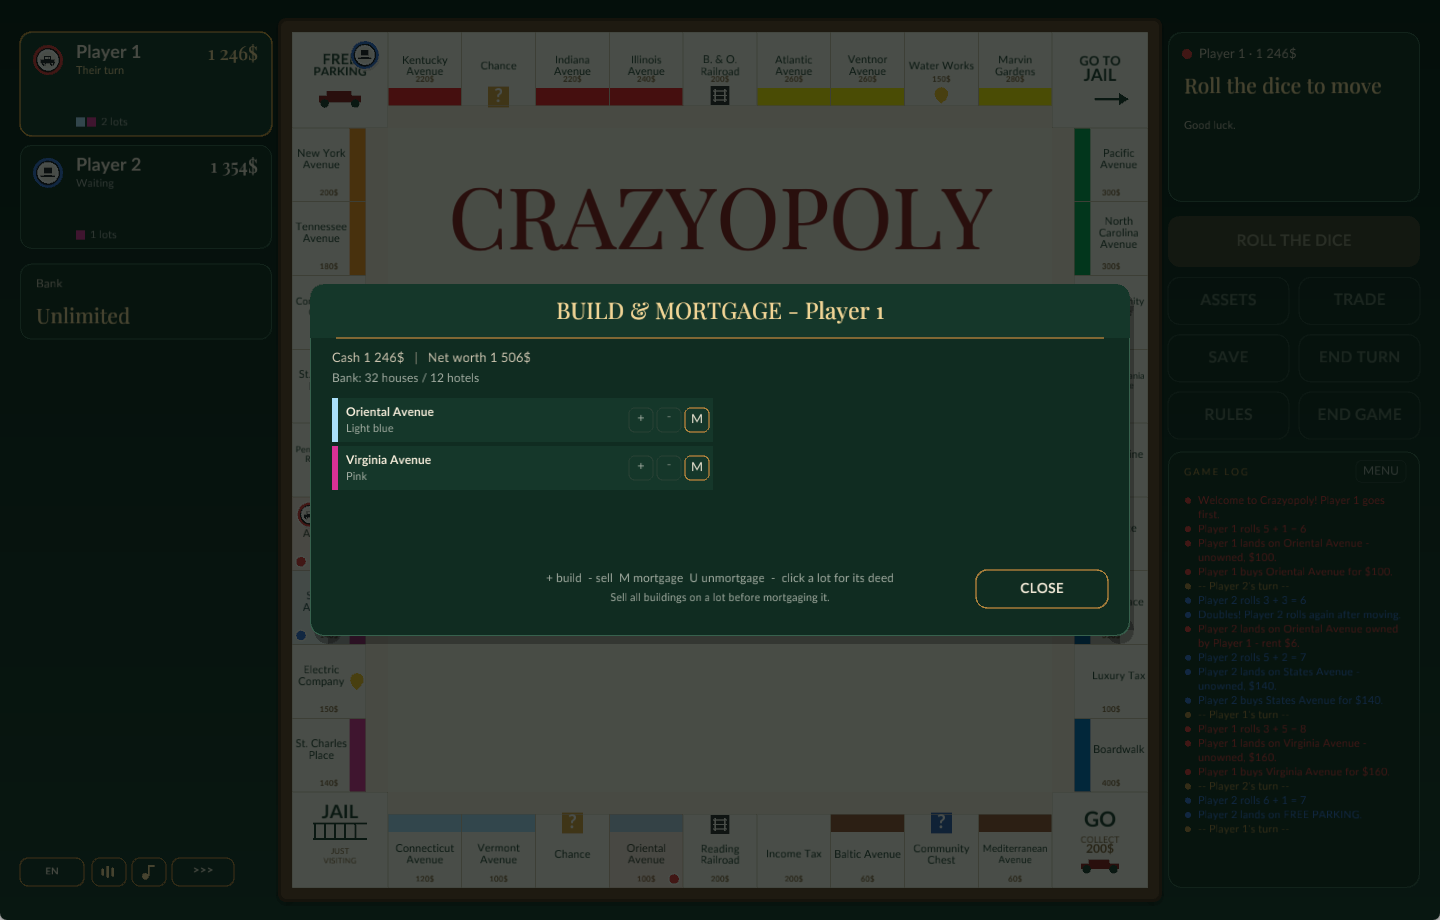 Player 1
1 246$
Their turn
2 lots
Player 2
1 354$
Waiting
1 lots
Bank
Unlimited
EN
>>>
FREE
PARKING
Kentucky
Avenue
220$
Chance
?
Indiana
Avenue
220$
Illinois
Avenue
240$
B. & O.
Railroad
200$
Atlantic
Avenue
260$
Ventnor
Avenue
260$
Water Works
150$
Marvin
Gardens
280$
GO TO
JAIL
New York
Avenue
200$
Tennessee
Avenue
180$
CRAZYOPOLY
Pacific
Avenue
300$
North
Carolina
Avenue
300$
BUILD & MORTGAGE - Player 1
Cash 1 246$ | Net worth 1 506$
Bank: 32 houses / 12 hotels
Oriental Avenue
Light blue
+ - M
Virginia Avenue
Pink
+ - M
+ build - sell M mortgage U unmortgage - click a lot for its deed
Sell all buildings on a lot before mortgaging it.
CLOSE
Electric
Company
150$
St. Charles
Place
140$
Luxury Tax
100$
Boardwalk
400$
JAIL
JUST
VISITING
Connecticut
Avenue
120$
Vermont
Avenue
100$
?
Chance
Oriental
Avenue
100$
Reading
Railroad
200$
Income Tax
200$
Baltic Avenue
60$
?
Community
Chest
Mediterranean
Avenue
60$
GO
COLLECT
200$
Player 1 · 1 246$
Roll the dice to move
Good luck.
ROLL THE DICE
ASSETS
TRADE
SAVE
END TURN
RULES
END GAME
GAME LOG
MENU
Welcome to Crazyopoly! Player 1 goes
first.
Player 1 rolls 5 + 1 = 6
Player 1 lands on Oriental Avenue -
unowned. $100.
Player 1 buys Oriental Avenue for $100.
-- Player 2's turn --
Player 2 rolls 3 + 3 = 6
Doubles! Player 2 rolls again after moving.
Player 2 lands on Oriental Avenue owned
by Player 1 - rent $6.
Player 2 rolls 5 + 2 = 7
Player 2 lands on States Avenue -
unowned. $140.
Player 2 buys States Avenue for $140.
-- Player 1's turn --
Player 1 rolls 3 + 5 = 8
Player 1 lands on Virginia Avenue -
unowned. $160.
Player 1 buys Virginia Avenue for $160.
-- Player 2's turn --
Player 2 rolls 6 + 1 = 7
Player 2 lands on FREE PARKING.
-- Player 1's turn --